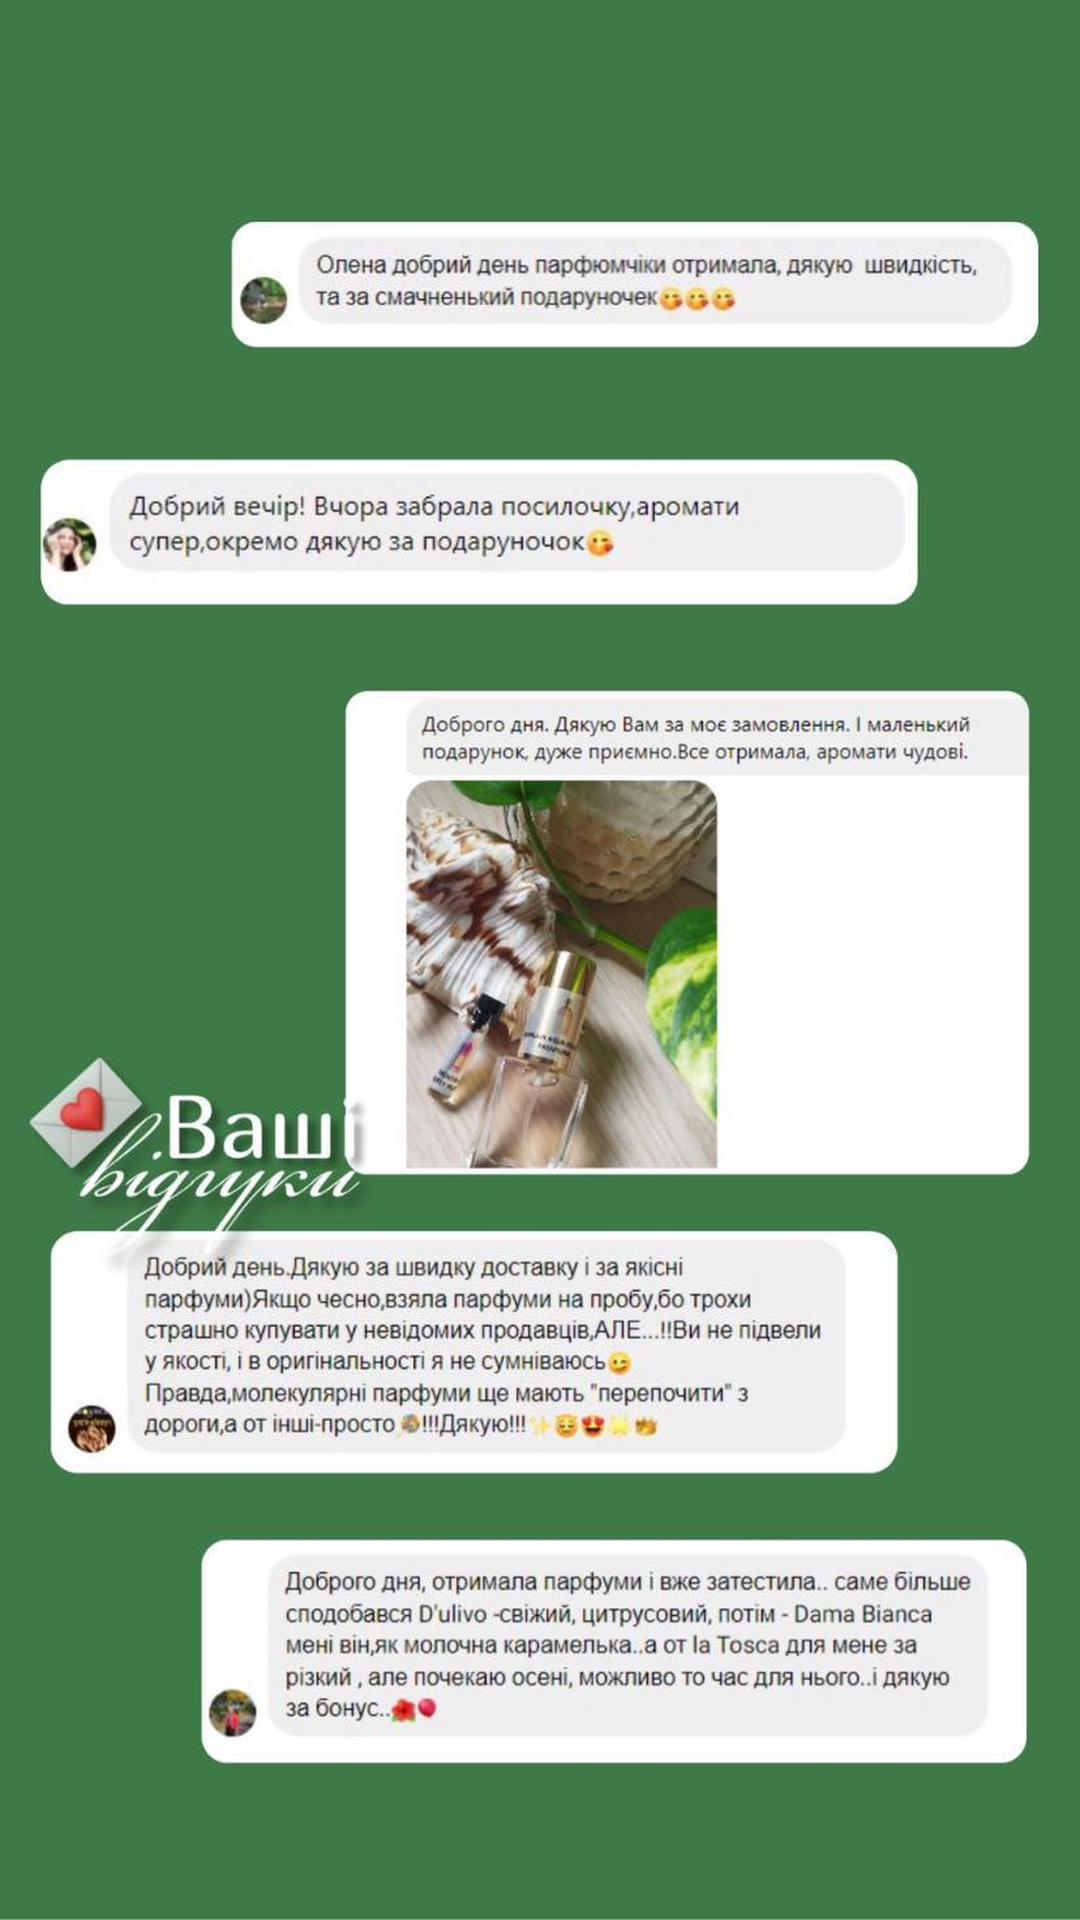 Олена добрий день парфюмчіки отримала, дякую швидкість,
та за смачненький подаруночек😋😋😋
Добрий вечір! Вчора забрала посилочку,аромати
супер,окремо дякую за подаруночок😋
Доброго дня. Дякую Вам за моє замовлення. І маленький
подарунок, дуже приємно.Все отримала, аромати чудові.
Ваші
відгуки
Добрий день.Дякую за швидку доставку і за якісні
парфуми)Якщо чесно,взяла парфуми на пробу,бо трохи
страшно купувати у невідомих продавців,АЛЕ...!!Ви не підвели
у якості, і в оригінальності я не сумніваюсь
Правда,молекулярні парфуми ще мають "перепочити" з
дороги,а от інші-просто !!!Дякую!!!
Доброго дня, отримала парфуми і вже затестила.. саме більше
сподобався D'ulivo -свіжий, цитрусовий, потім - Dama Bianca
мені він,як молочна карамелька..а от la Tosca для мене за
різкий , але почекаю осені, можливо то час для нього..і дякую
за бонус..🌺🎈